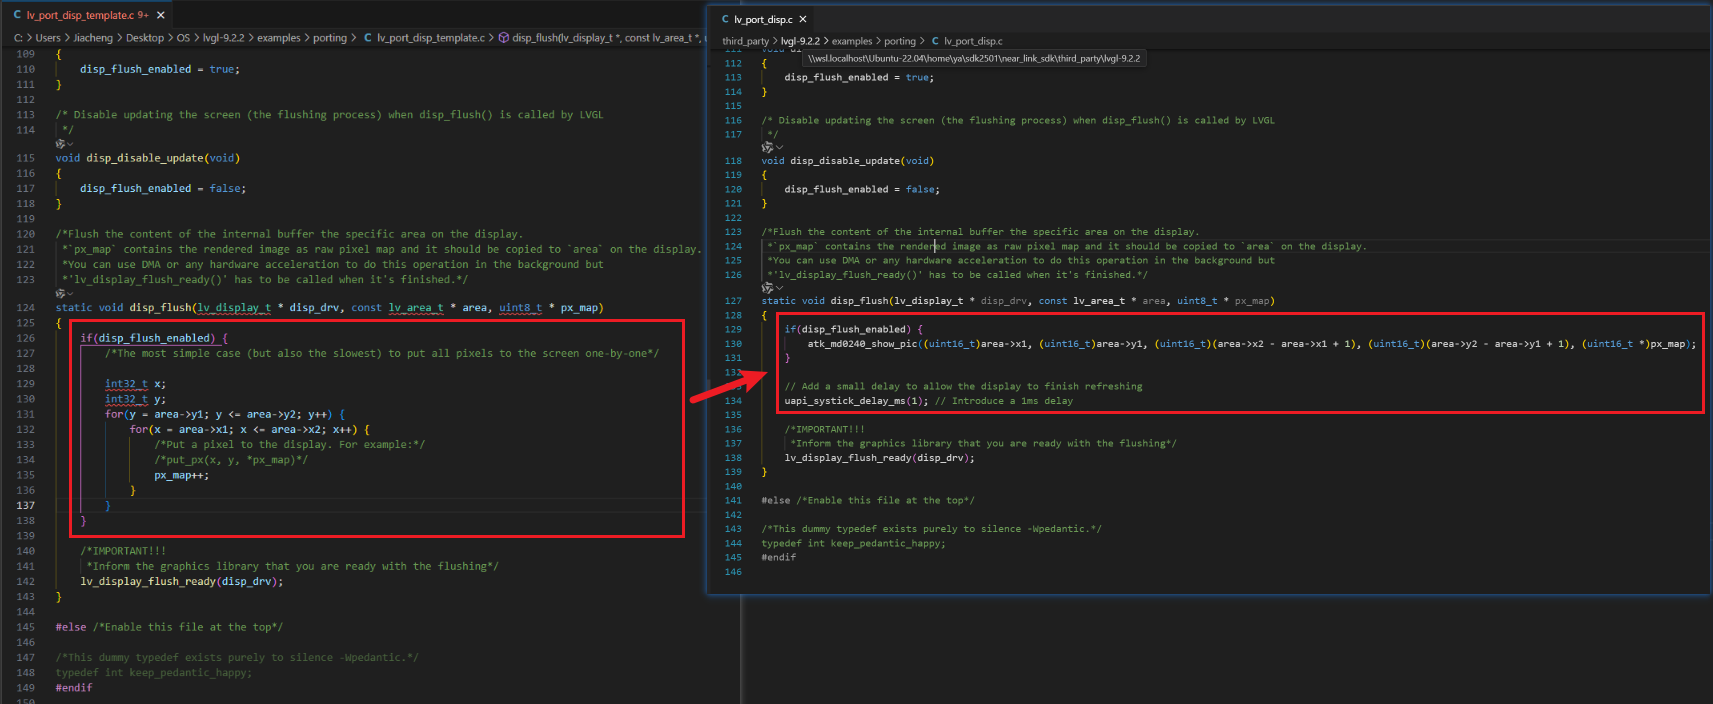 lv_port_disp_template.c 9+
C: > Users > Jiacheng > Desktop > OS > lvgl-9.2.2 > examples > porting > C lv_port_disp_template.c > disp_flush(lv_display_t *, const lv_area_t *,
109 {
110 disp_flush_enabled = true;
111 }
112
113 /* Disable updating the screen (the flushing process) when disp_flush() is called by LVGL
114 */
115 void disp_disable_update(void)
116 {
117 disp_flush_enabled = false;
118 }
119
120 /*Flush the content of the internal buffer the specific area on the display.
121 *`px_map` contains the rendered image as raw pixel map and it should be copied to `area` on the display.
122 *You can use DMA or any hardware acceleration to do this operation in the background but
123 *'lv_display_flush_ready()' has to be called when it's finished.*/
124 static void disp_flush(lv_display_t * disp_drv, const lv_area_t * area, uint8_t * px_map)
125 {
126 if(disp_flush_enabled) {
127 /*The most simple case (but also the slowest) to put all pixels to the screen one-by-one*/
128
129 int32_t x;
130 int32_t y;
131 for(y = area->y1; y <= area->y2; y++) {
132 for(x = area->x1; x <= area->x2; x++) {
133 /*Put a pixel to the display. For example:*/
134 /*put_px(x, y, *px_map)*/
135 px_map++;
136 }
137 }
138 }
139
140 /*IMPORTANT!!!
141 *Inform the graphics library that you are ready with the flushing*/
142 lv_display_flush_ready(disp_drv);
143 }
144
145 #else /*Enable this file at the top*/
146
147 /*This dummy typedef exists purely to silence -Wpedantic.*/
148 typedef int keep_pedantic_happy;
149 #endif
150
C lv_port_disp.c
third_party > lvgl-9.2.2 > examples > porting > C lv_port_disp.c
\\wsl.localhost\Ubuntu-22.04\home\ya\sdk2501\near_link_sdk\third_party\lvgl-9.2.2
112 {
113 disp_flush_enabled = true;
114 }
115
116 /* Disable updating the screen (the flushing process) when disp_flush() is called by LVGL
117 */
118 void disp_disable_update(void)
119 {
120 disp_flush_enabled = false;
121 }
122
123 /*Flush the content of the internal buffer the specific area on the display.
124 *`px_map` contains the rendered image as raw pixel map and it should be copied to `area` on the display.
125 *You can use DMA or any hardware acceleration to do this operation in the background but
126 *'lv_display_flush_ready()' has to be called when it's finished.*/
127 static void disp_flush(lv_display_t * disp_drv, const lv_area_t * area, uint8_t * px_map)
128 {
129 if(disp_flush_enabled) {
130 atk_md0240_show_pic((uint16_t)area->x1, (uint16_t)area->y1, (uint16_t)(area->x2 - area->x1 + 1), (uint16_t)(area->y2 - area->y1 + 1), (uint16_t *)px_map);
131 }
132
// Add a small delay to allow the display to finish refreshing
134 uapi_systick_delay_ms(1); // Introduce a 1ms delay
135
136 /*IMPORTANT!!!
137 *Inform the graphics library that you are ready with the flushing*/
138 lv_display_flush_ready(disp_drv);
139 }
140
141 #else /*Enable this file at the top*/
142
143 /*This dummy typedef exists purely to silence -Wpedantic.*/
144 typedef int keep_pedantic_happy;
145 #endif
146